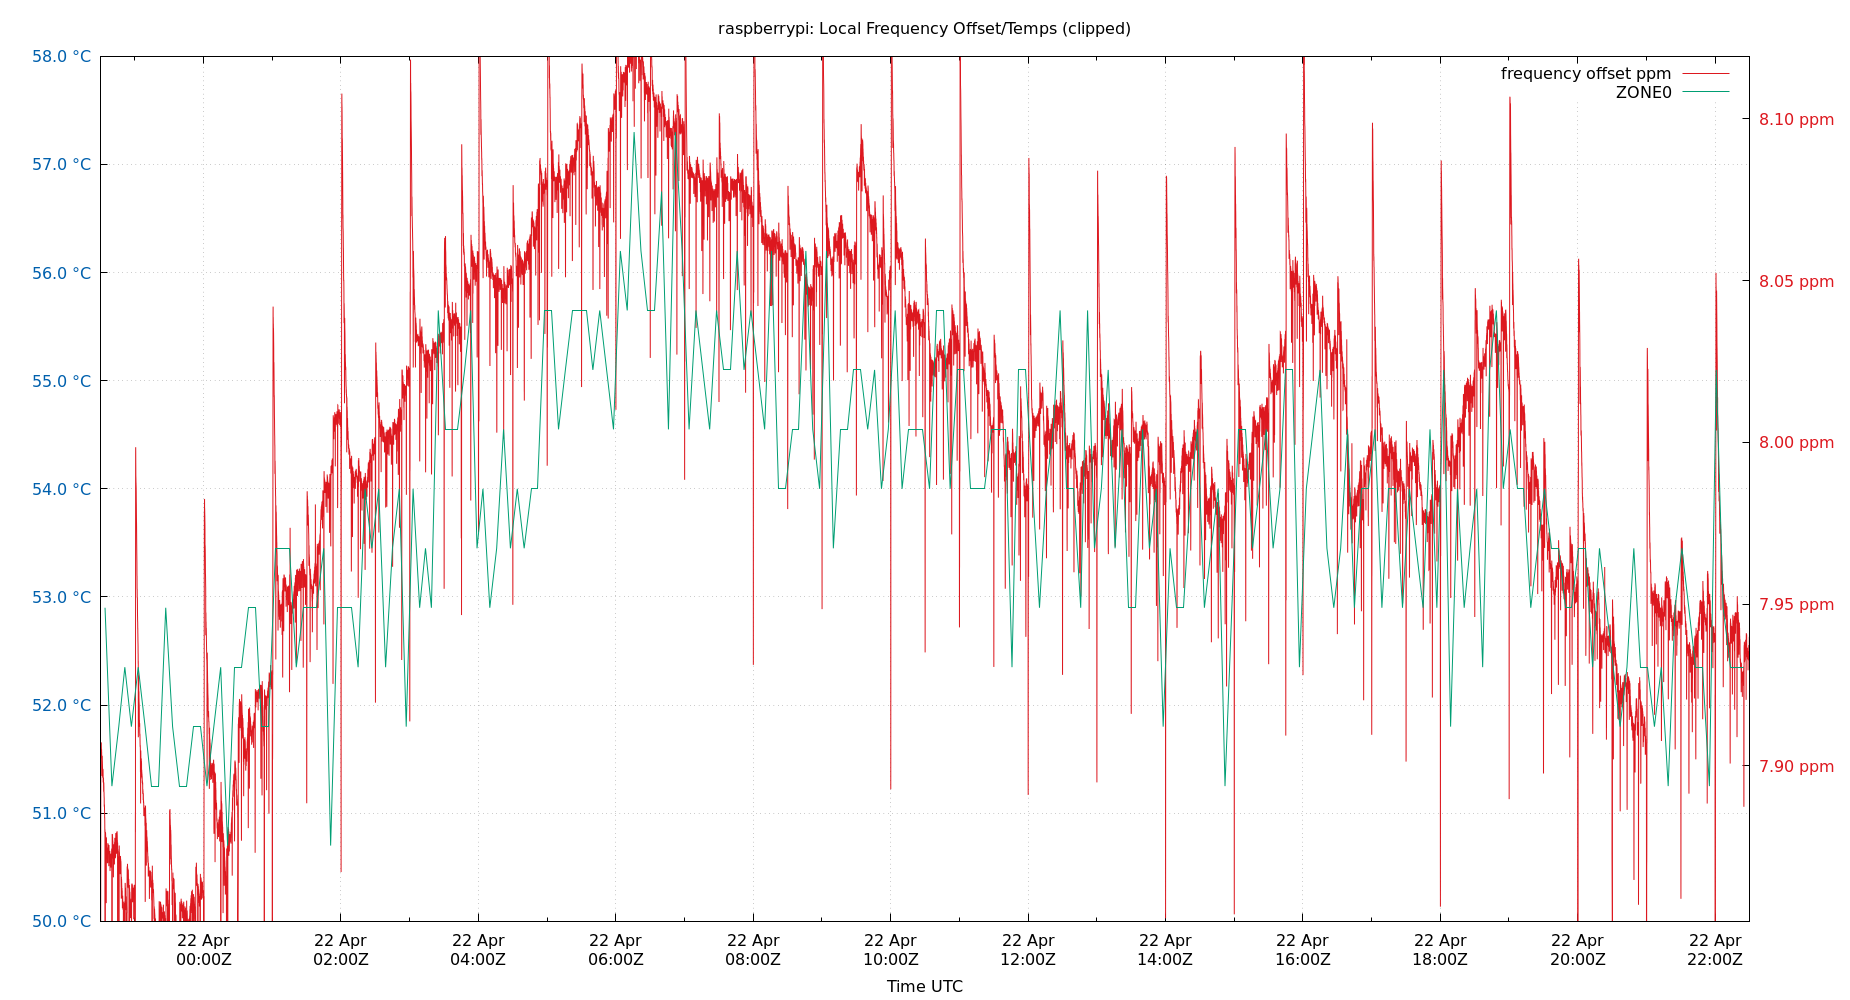 raspberrypi: Local Frequency Offset/Temps (clipped)
frequency offset ppm
ZONE0
58.0 °C
57.0 °C
56.0 °C
55.0 °C
54.0 °C
53.0 °C
52.0 °C
51.0 °C
50.0 °C
8.10 ppm
8.05 ppm
8.00 ppm
7.95 ppm
7.90 ppm
22 Apr 22 Apr 22 Apr 22 Apr 22 Apr 22 Apr 22 Apr 22 Apr 22 Apr 22 Apr 22 Apr 22 Apr
00:00Z 02:00Z 04:00Z 06:00Z 08:00Z 10:00Z 12:00Z 14:00Z 16:00Z 18:00Z 20:00Z 22:00Z
Time UTC